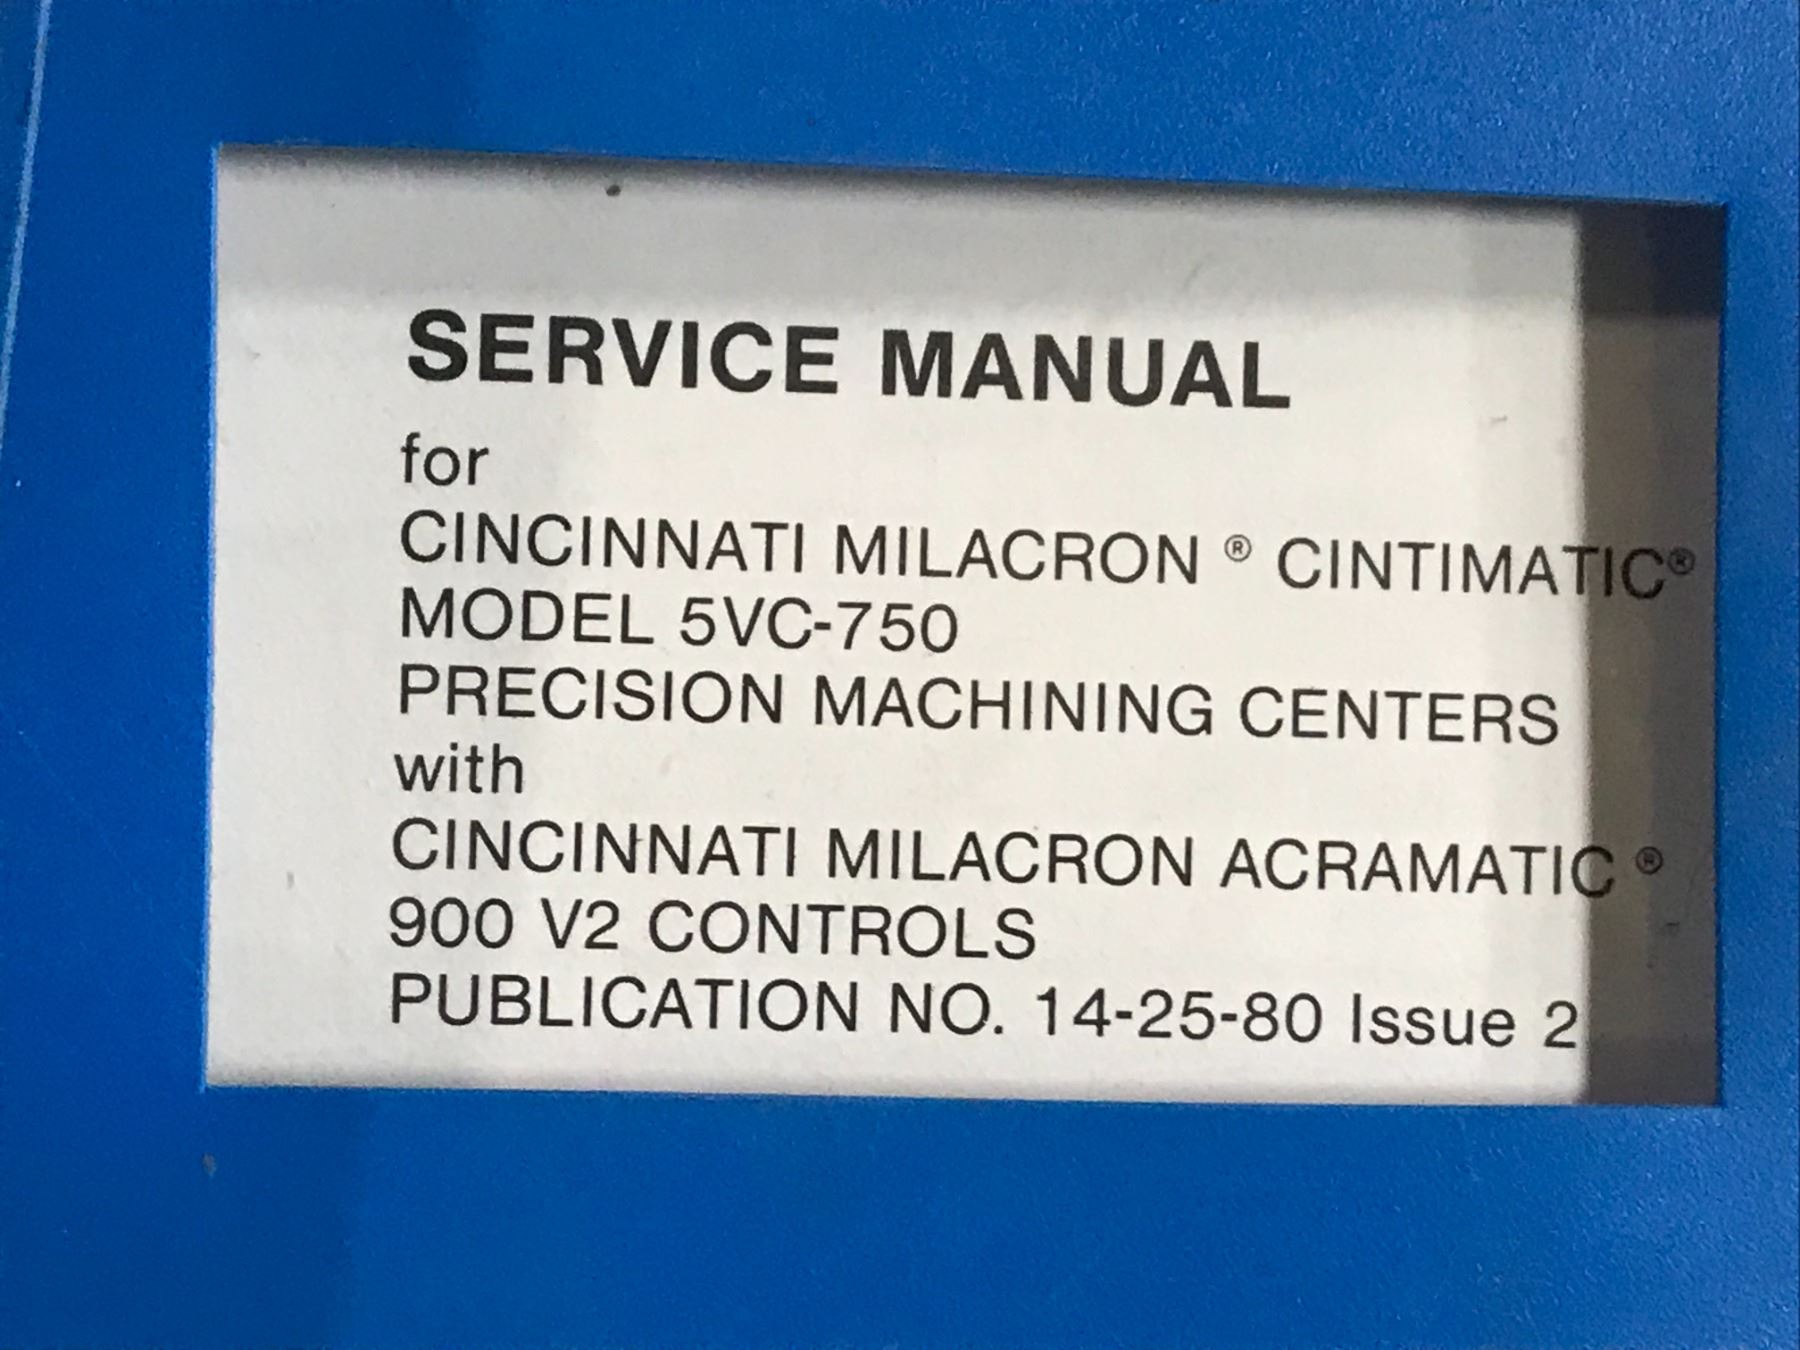 SERVICE MANUAL
for
CINCINNATI MILACRON ® CINTIMATIC®
MODEL 5VC-750
PRECISION MACHINING CENTERS
with
CINCINNATI MILACRON ACRAMATIC ®
900 V2 CONTROLS
PUBLICATION NO. 14-25-80 Issue 2